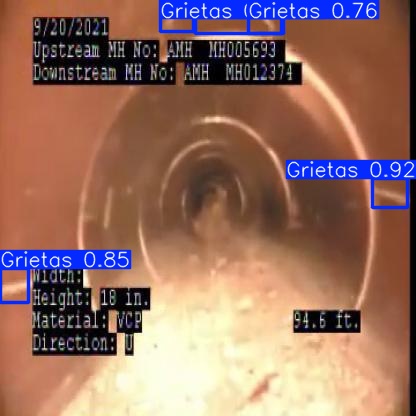 Grietas (Grietas 0.76
9/20/2021
Upstream MH No: AMH MH005693
Downstream MH No: AMH MH012374
Grietas 0.92
Grietas 0.85
Width:
Height: 18 in.
Material: VCP
94.6 ft.
Direction: U